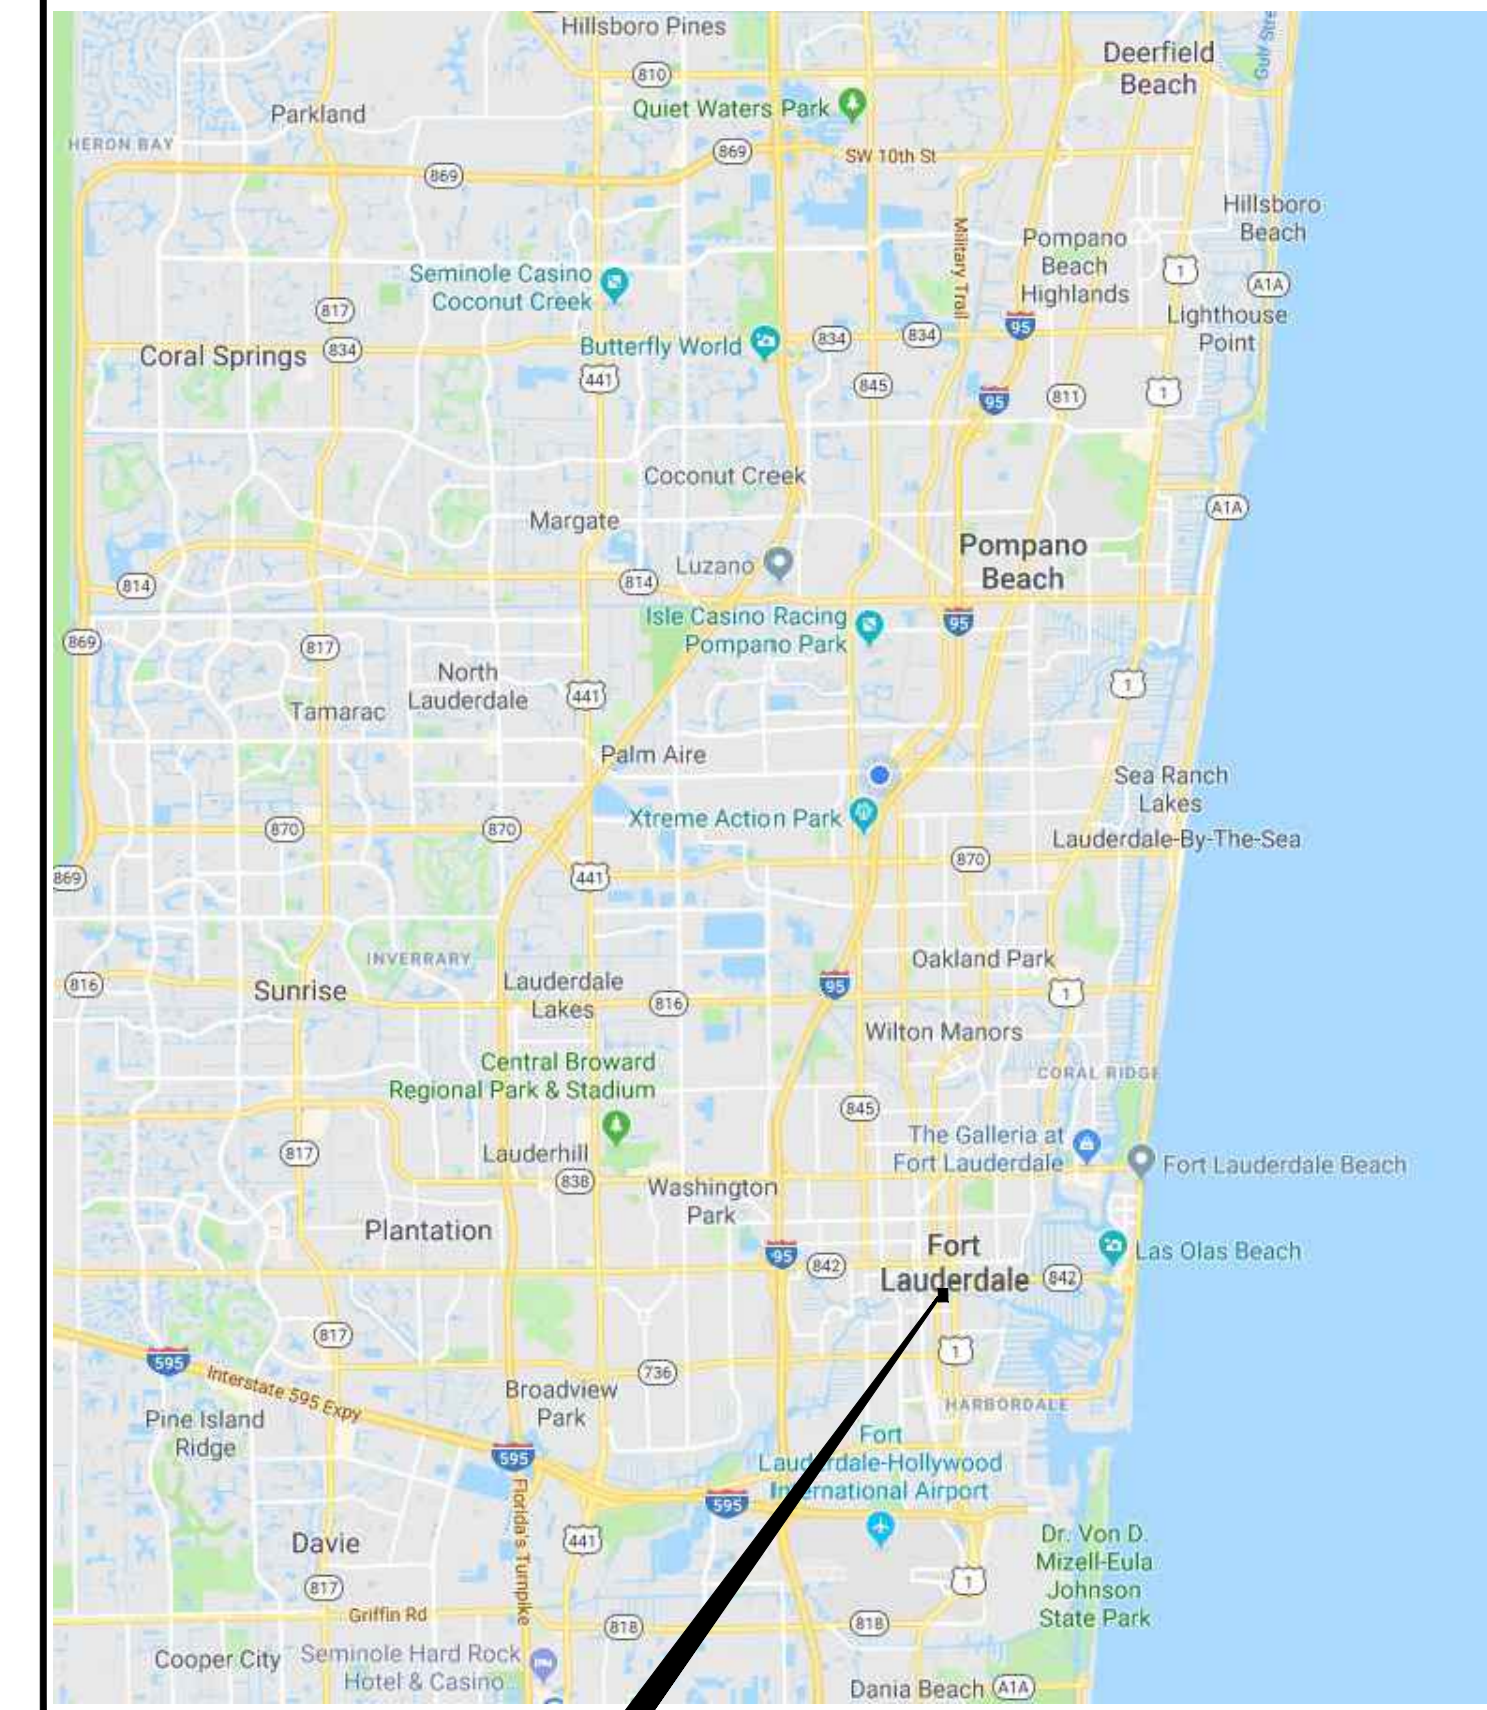 Hillsboro Pines
Deerfield
Beach
Gulf Stre
810
Quiet Waters Park
Parkland
HERON BAY
869
SW 10th St
869
Hillsboro
Beach
Military Trail
Pompano
Beach
Highlands
1
A1A
Seminole Casino
Coconut Creek
817
Lighthouse
Point
95
834
834
Butterfly World
Coral Springs
834
441
845
95
811
1
Coconut Creek
A1A
Margate
Pompano
Beach
Luzano
814
814
Isle Casino Racing
Pompano Park
95
869
817
North
Lauderdale
441
1
Tamarac
Palm Aire
Sea Ranch
Lakes
Xtreme Action Park
870
870
Lauderdale-By-The-Sea
870
869
441
Oakland Park
INVERRARY
816
Sunrise
Lauderdale
Lakes
816
95
1
Wilton Manors
Central Broward
Regional Park & Stadium
CORAL RIDGE
845
The Galleria at
Fort Lauderdale
817
Lauderhill
Fort Lauderdale Beach
838
Washington
Park
Plantation
Fort
Lauderdale
95
842
842
Las Olas Beach
817
595
Interstate 595 Expy
1
736
Broadview
Park
HARBORDALE
Pine Island
Ridge
Fort
Lauderdale-Hollywood
International Airport
595
Florida's Turnpike
595
Davie
441
Dr. Von D.
Mizell-Eula
Johnson
State Park
817
1
Griffin Rd
818
818
Cooper City
Seminole Hard Rock
Hotel & Casino
Dania Beach
A1A